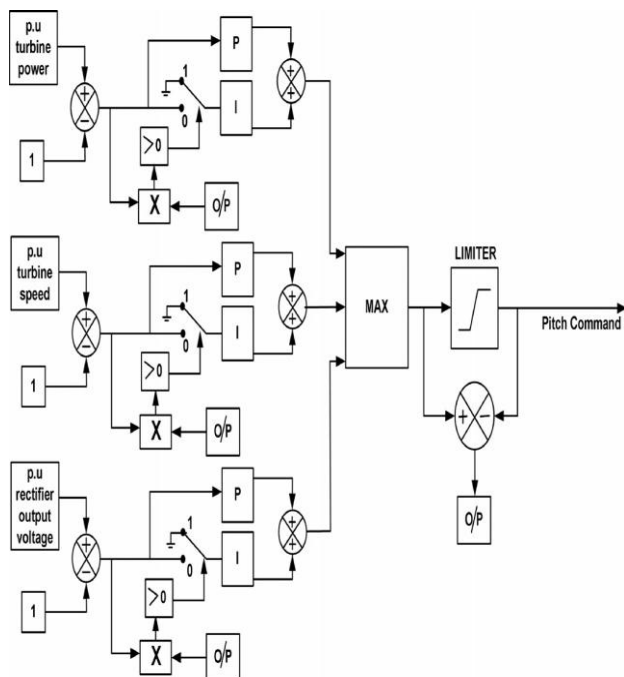 p.u
turbine
power
+
−
1
1
0
>0
X
O/P
P
I
+
+
p.u
turbine
speed
+
−
1
1
0
>0
X
O/P
P
I
+
+
p.u
rectifier
output
voltage
+
−
1
1
0
>0
X
O/P
P
I
+
+
MAX
LIMITER
Pitch Command
+ −
O/P